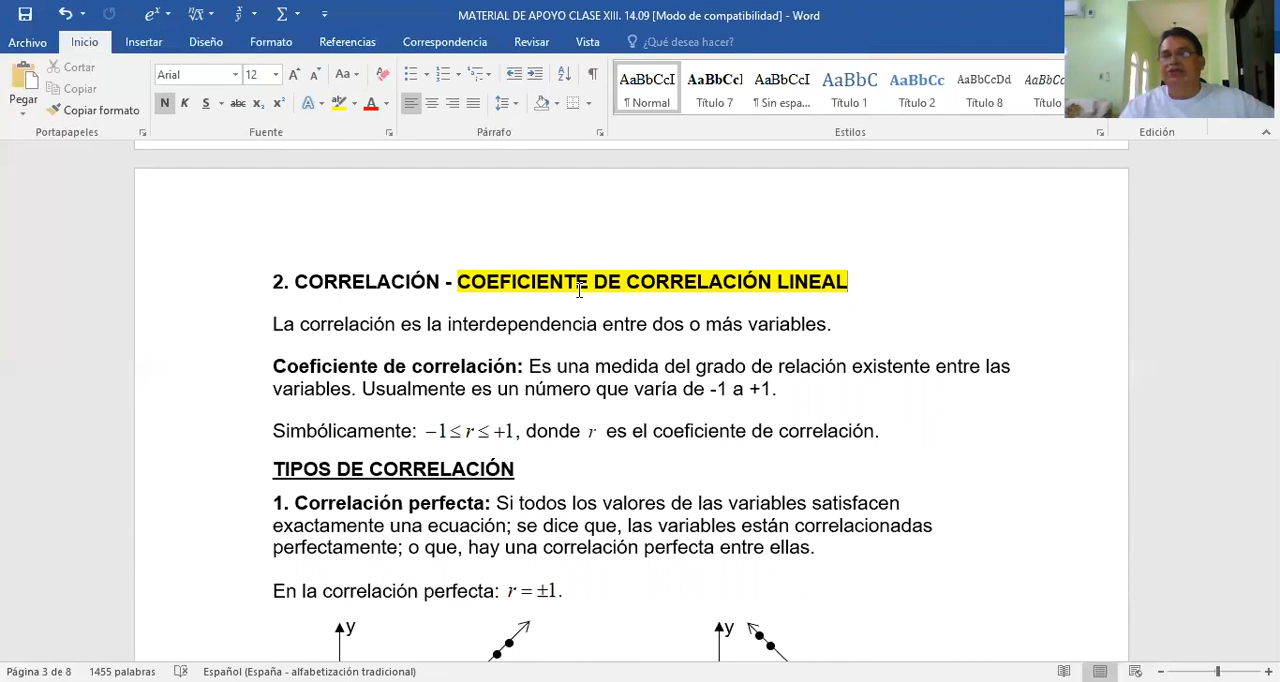 MATERIAL DE APOYO CLASE XIII. 14.09 [Modo de compatibilidad] - Word
Archivo Inicio Insertar Diseño Formato Referencias Correspondencia Revisar Vista ¿Qué desea hacer?
Pegar
Cortar
Copiar
Copiar formato
Arial 12 Aa
N K S abc x₂ x² A A
AaBbCcI AaBbCcI AaBbCcI AaBbC AaBbCc AaBbCcDd
¶ Normal Título 7 ¶ Sin espa... Título 1 Título 2 Título 8 Título
Portapapeles Fuente Párrafo Estilos Edición
2. CORRELACIÓN - COEFICIENTE DE CORRELACIÓN LINEAL
La correlación es la interdependencia entre dos o más variables.
Coeficiente de correlación: Es una medida del grado de relación existente entre las
variables. Usualmente es un número que varía de -1 a +1.
Simbólicamente: −1 ≤ r ≤ +1, donde r es el coeficiente de correlación.
TIPOS DE CORRELACIÓN
1. Correlación perfecta: Si todos los valores de las variables satisfacen
exactamente una ecuación; se dice que, las variables están correlacionadas
perfectamente; o que, hay una correlación perfecta entre ellas.
En la correlación perfecta: r = ±1.
y y
Página 3 de 8 1455 palabras Español (España - alfabetización tradicional)